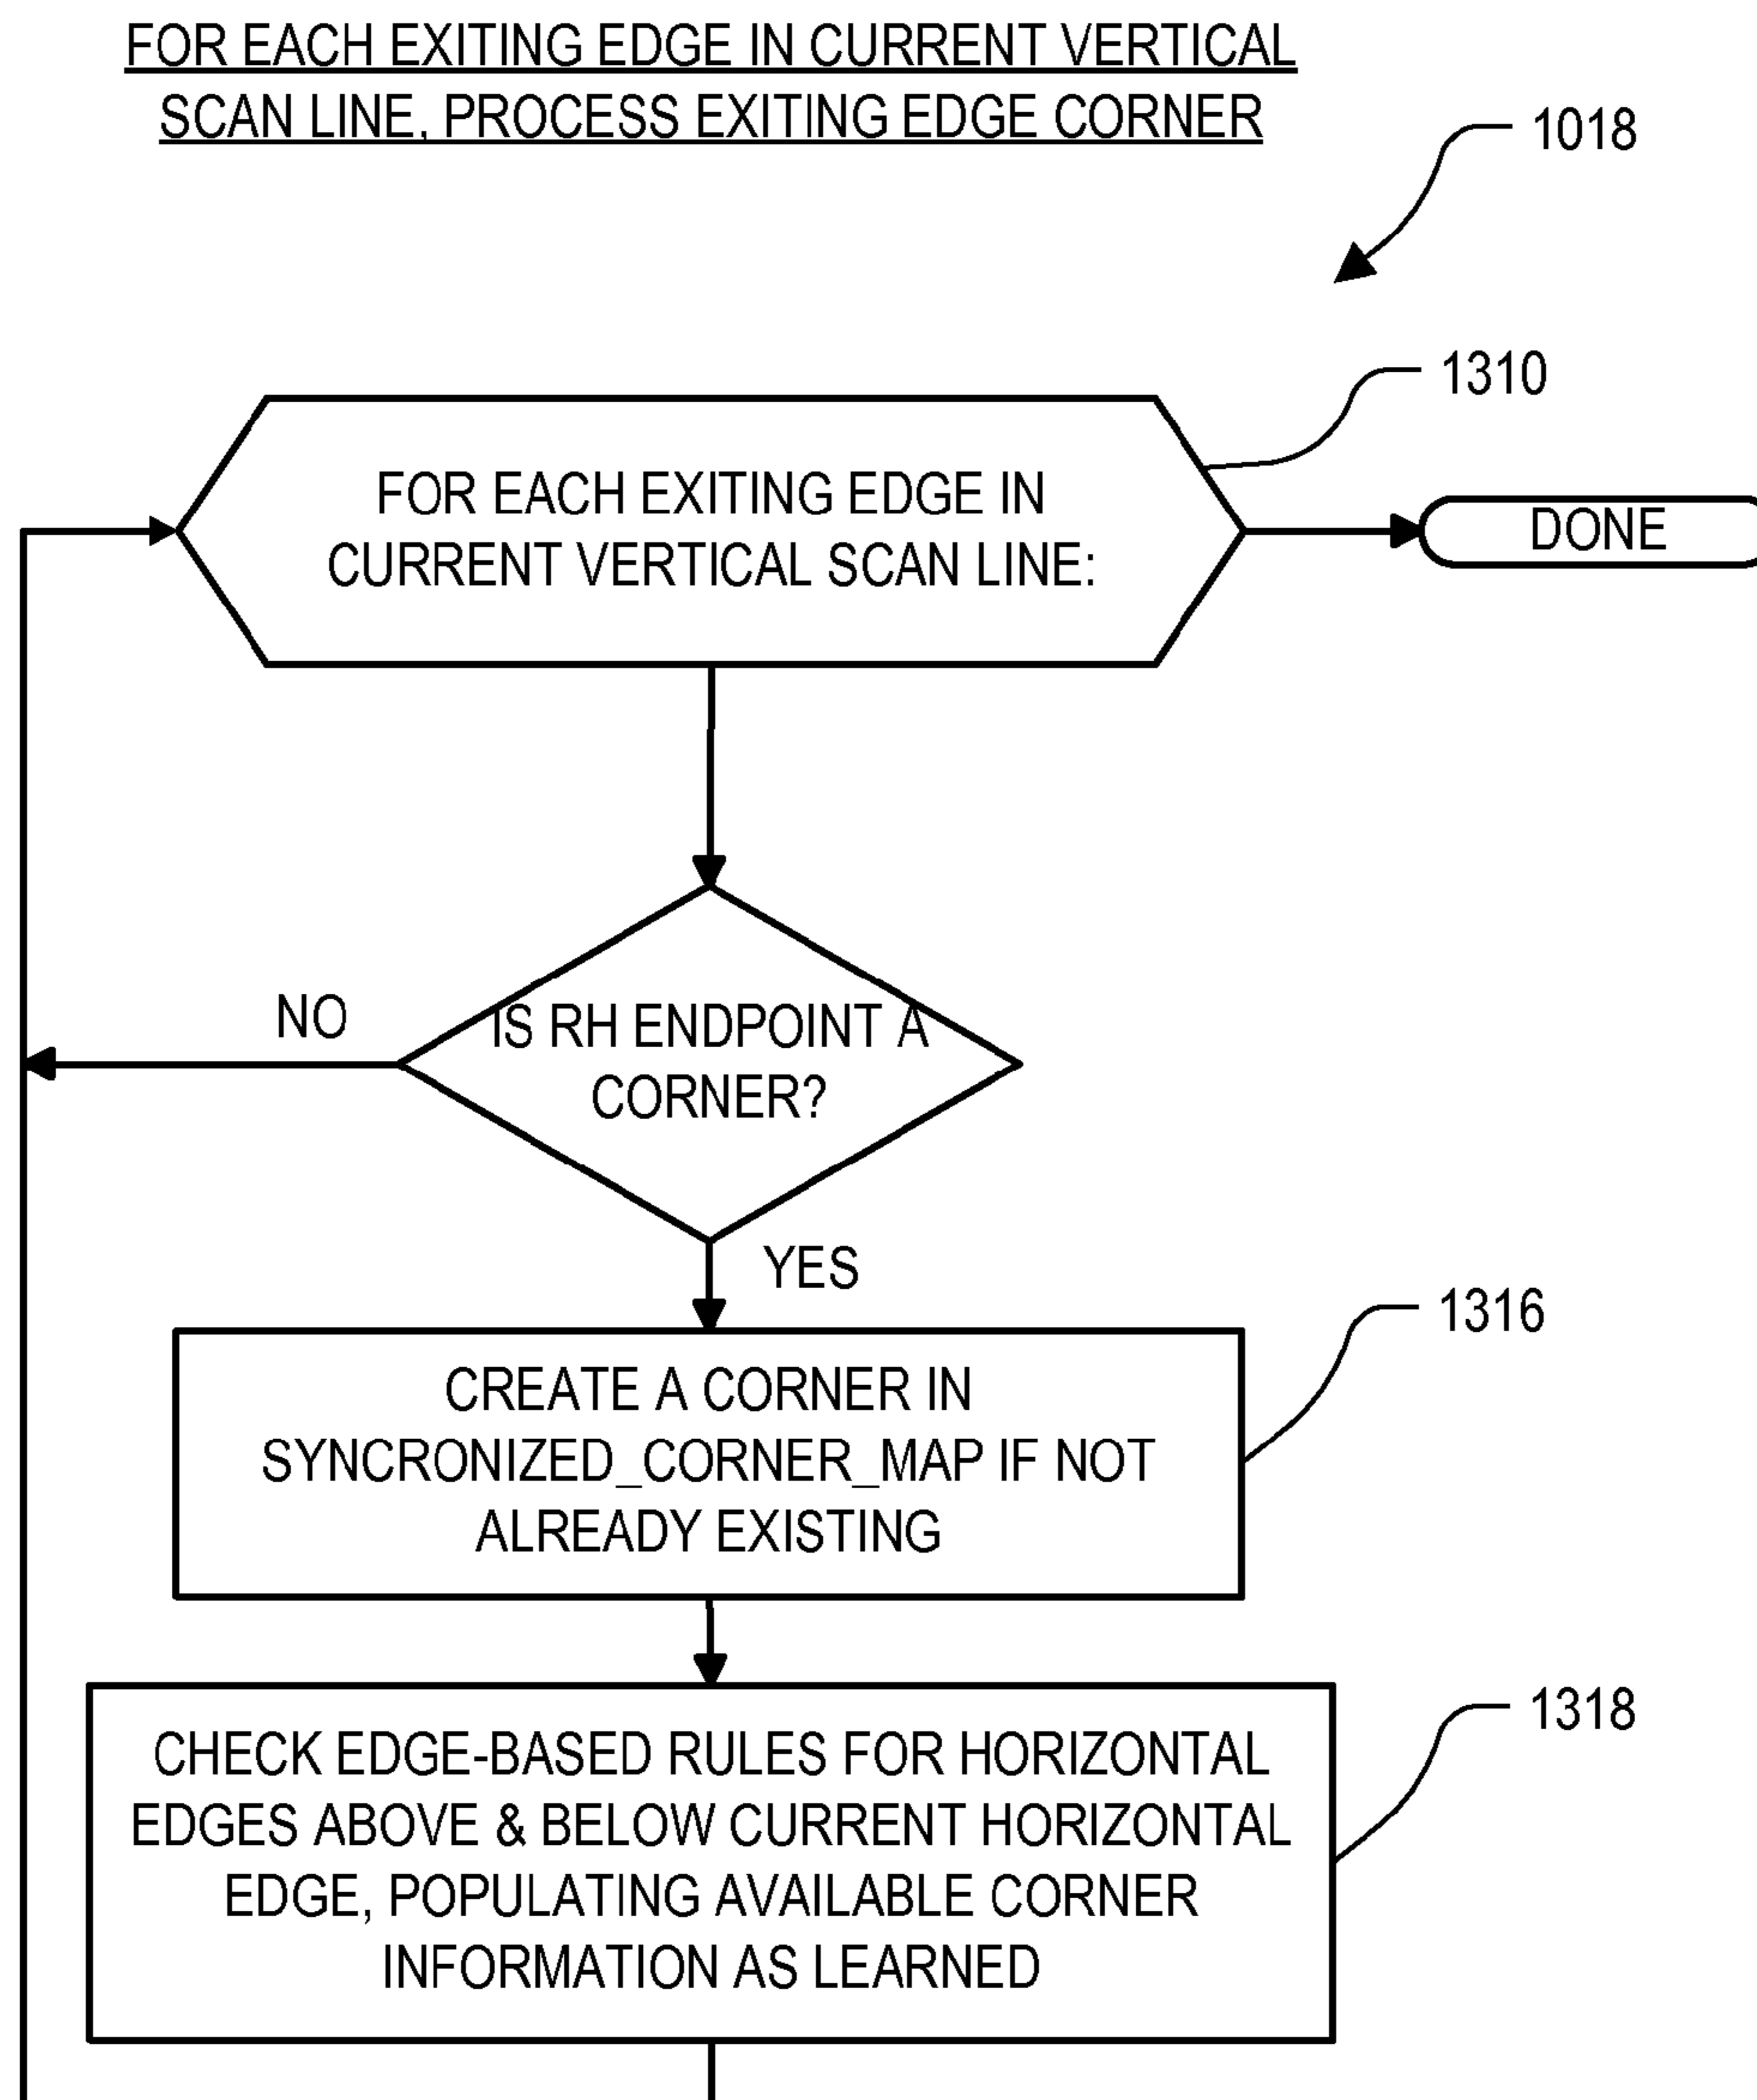 FOR EACH EXITING EDGE IN CURRENT VERTICAL
SCAN LINE, PROCESS EXITING EDGE CORNER
1018
1310
FOR EACH EXITING EDGE IN
CURRENT VERTICAL SCAN LINE:
DONE
NO
IS RH ENDPOINT A
CORNER?
YES
1316
CREATE A CORNER IN
SYNCRONIZED_CORNER_MAP IF NOT
ALREADY EXISTING
1318
CHECK EDGE-BASED RULES FOR HORIZONTAL
EDGES ABOVE & BELOW CURRENT HORIZONTAL
EDGE, POPULATING AVAILABLE CORNER
INFORMATION AS LEARNED